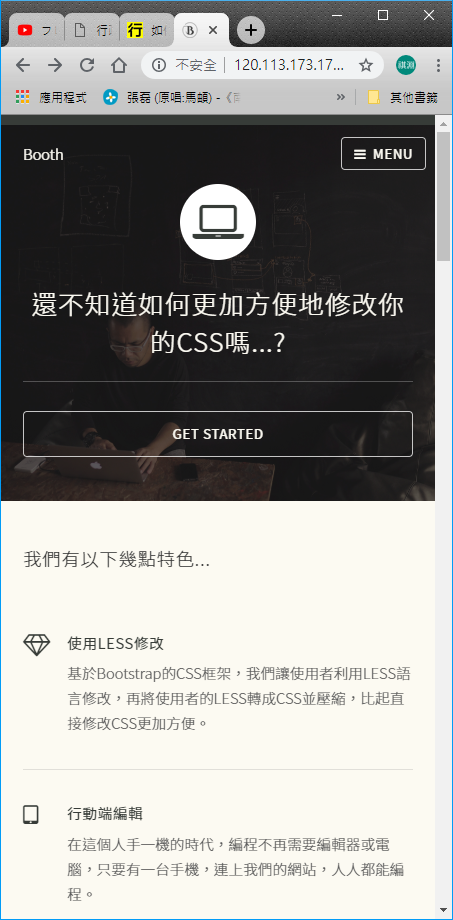 行
如
B
不安全 | 120.113.173.17...
祺淵
應用程式
張磊 (原唱:馬頔) -《
»
其他書籤
Booth
MENU
還不知道如何更加方便地修改你
的CSS嗎...?
GET STARTED
我們有以下幾點特色...
使用LESS修改
基於Bootstrap的CSS框架，我們讓使用者利用LESS語
言修改，再將使用者的LESS轉成CSS並壓縮，比起直
接修改CSS更加方便。
行動端編輯
在這個人手一機的時代，編程不再需要編輯器或電
腦，只要有一台手機，連上我們的網站，人人都能編
程。